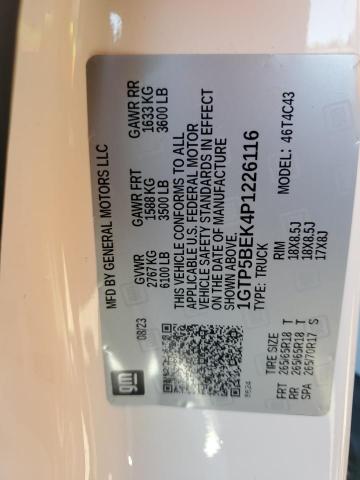 MFD BY GENERAL MOTORS LLC
08/23
GVWR GAWR FRT GAWR RR
2767 KG 1588 KG 1633 KG
6100 LB 3500 LB 3600 LB
THIS VEHICLE CONFORMS TO ALL
APPLICABLE U.S. FEDERAL MOTOR
VEHICLE SAFETY STANDARDS IN EFFECT
ON THE DATE OF MANUFACTURE
SHOWN ABOVE.
1GTP5BEK4P1226116
TYPE: TRUCK MODEL: 46T4C43
gm
TIRE SIZE RIM
FRT 265/65R18 T 18X8.5J
RR 265/65R18 T 18X8.5J
SPA 265/70R17 S 17X8J